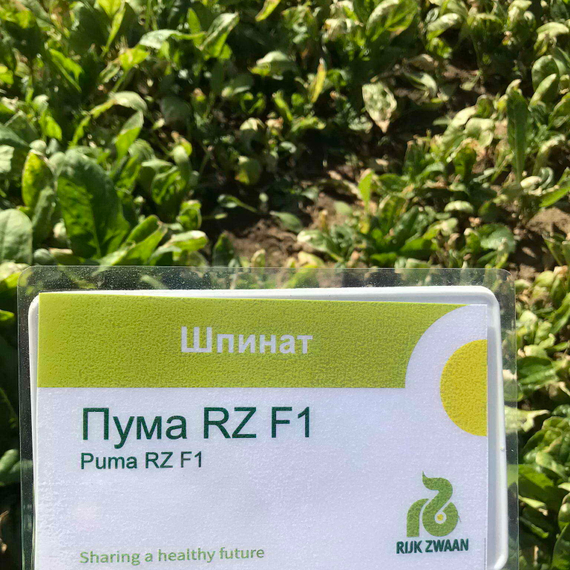 Шпинат
Пума RZ F1
Puma RZ F1
RIJK ZWAAN
Sharing a healthy future